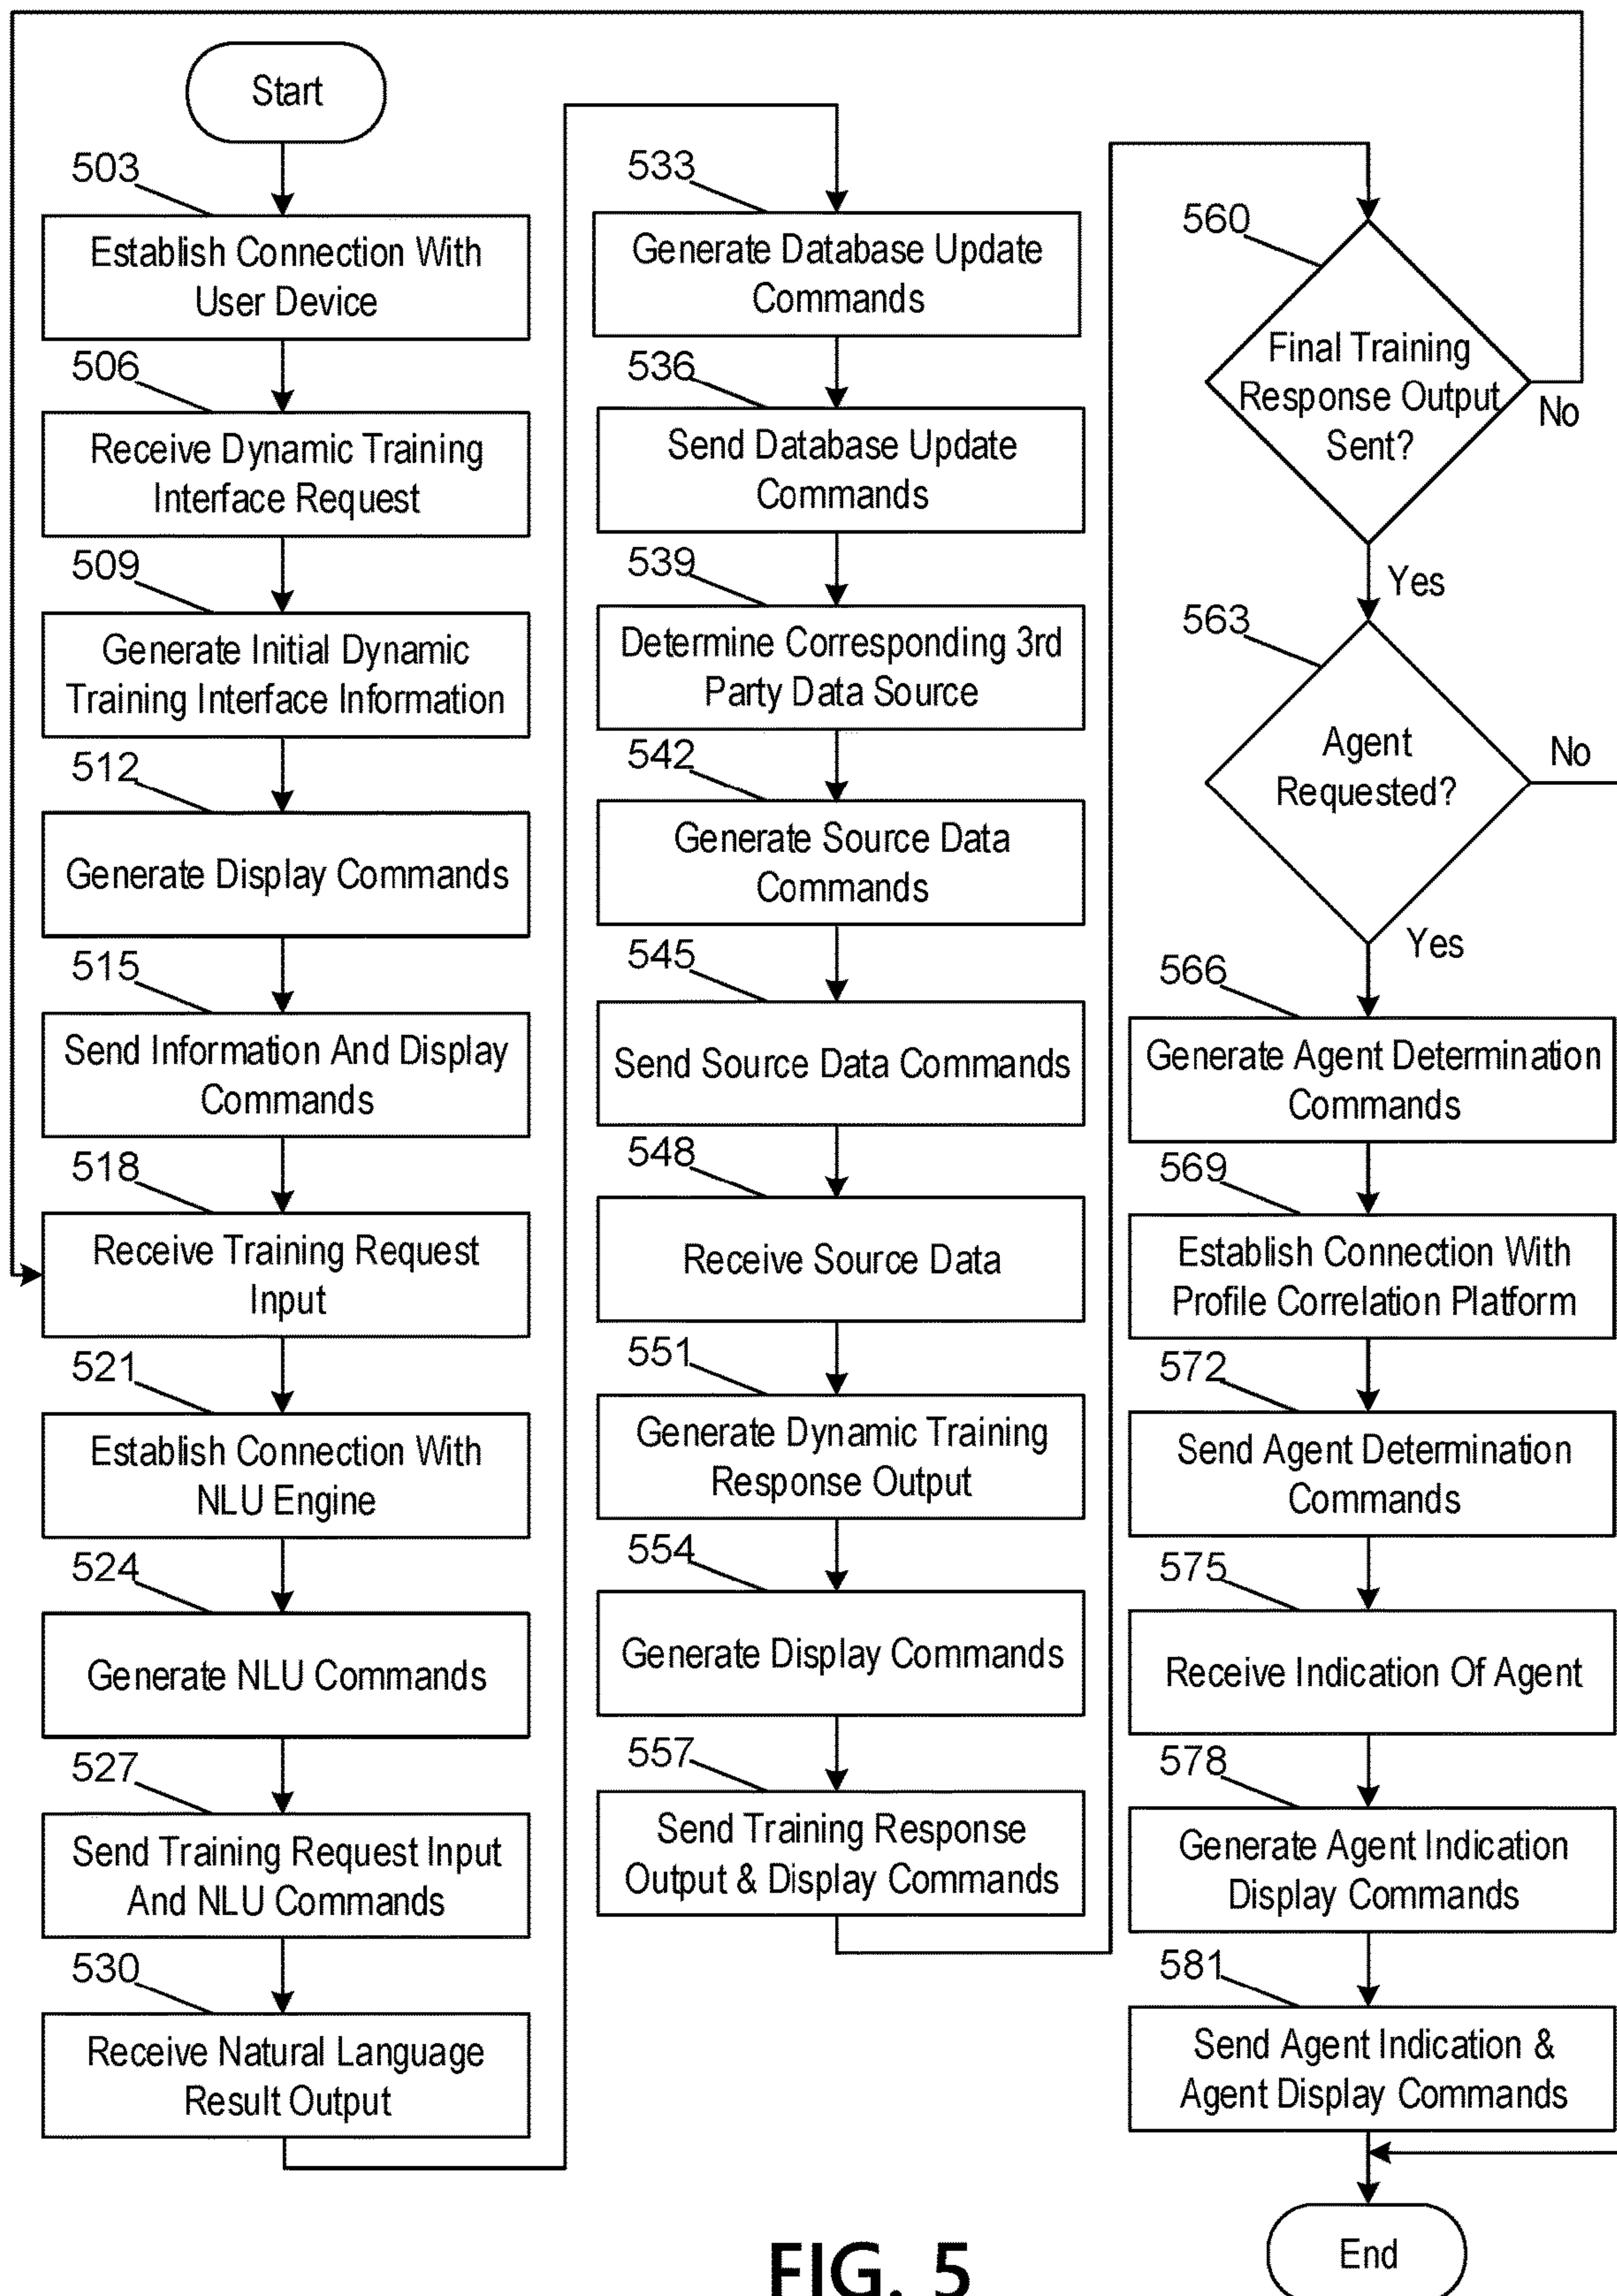 Start
503
Establish Connection With
User Device
506
Receive Dynamic Training
Interface Request
509
Generate Initial Dynamic
Training Interface Information
512
Generate Display Commands
515
Send Information And Display
Commands
518
Receive Training Request
Input
521
Establish Connection With
NLU Engine
524
Generate NLU Commands
527
Send Training Request Input
And NLU Commands
530
Receive Natural Language
Result Output
533
Generate Database Update
Commands
536
Send Database Update
Commands
539
Determine Corresponding 3rd
Party Data Source
542
Generate Source Data
Commands
545
Send Source Data Commands
548
Receive Source Data
551
Generate Dynamic Training
Response Output
554
Generate Display Commands
557
Send Training Response
Output & Display Commands
560
Final Training
Response Output
Sent?
No
Yes
563
Agent
Requested?
No
Yes
566
Generate Agent Determination
Commands
569
Establish Connection With
Profile Correlation Platform
572
Send Agent Determination
Commands
575
Receive Indication Of Agent
578
Generate Agent Indication
Display Commands
581
Send Agent Indication &
Agent Display Commands
End
FIG. 5